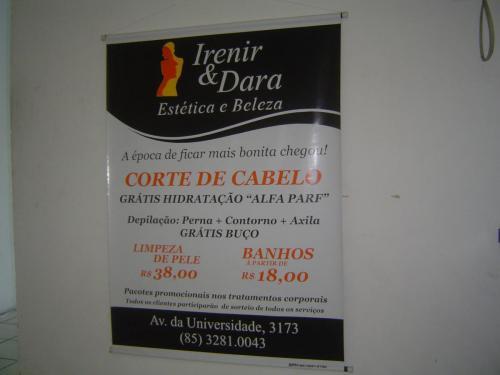 Irenir
& Dara
Estética e Beleza
A época de ficar mais bonita chegou!
CORTE DE CABELO
GRÁTIS HIDRATAÇÃO “ALFA PARF”
Depilação: Perna + Contorno + Axila
GRÁTIS BUÇO
LIMPEZA
DE PELE
R$ 38,00
BANHOS
À PARTIR DE
R$ 18,00
Pacotes promocionais nos tratamentos corporais
Todos os clientes participarão de sorteio de todos os serviços
Av. da Universidade, 3173
(85) 3281.0043